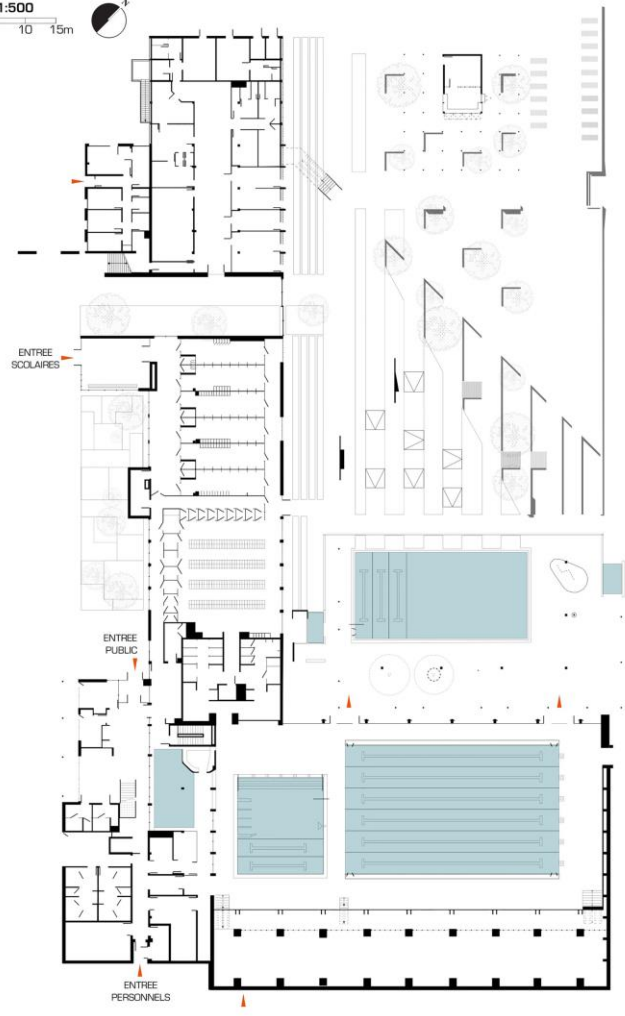 1:500
10 15m
N
ENTREE
SCOLAIRES
ENTREE
PUBLIC
ENTREE
PERSONNELS